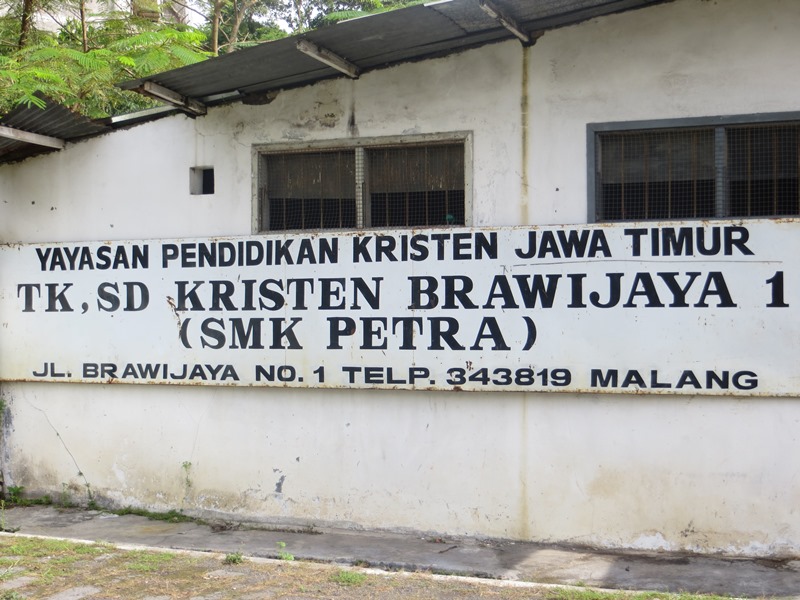 YAYASAN PENDIDIKAN KRISTEN JAWA TIMUR
TK, SD KRISTEN BRAWIJAYA 1
(SMK PETRA)
JL. BRAWIJAYA NO. 1 TELP. 343819 MALANG